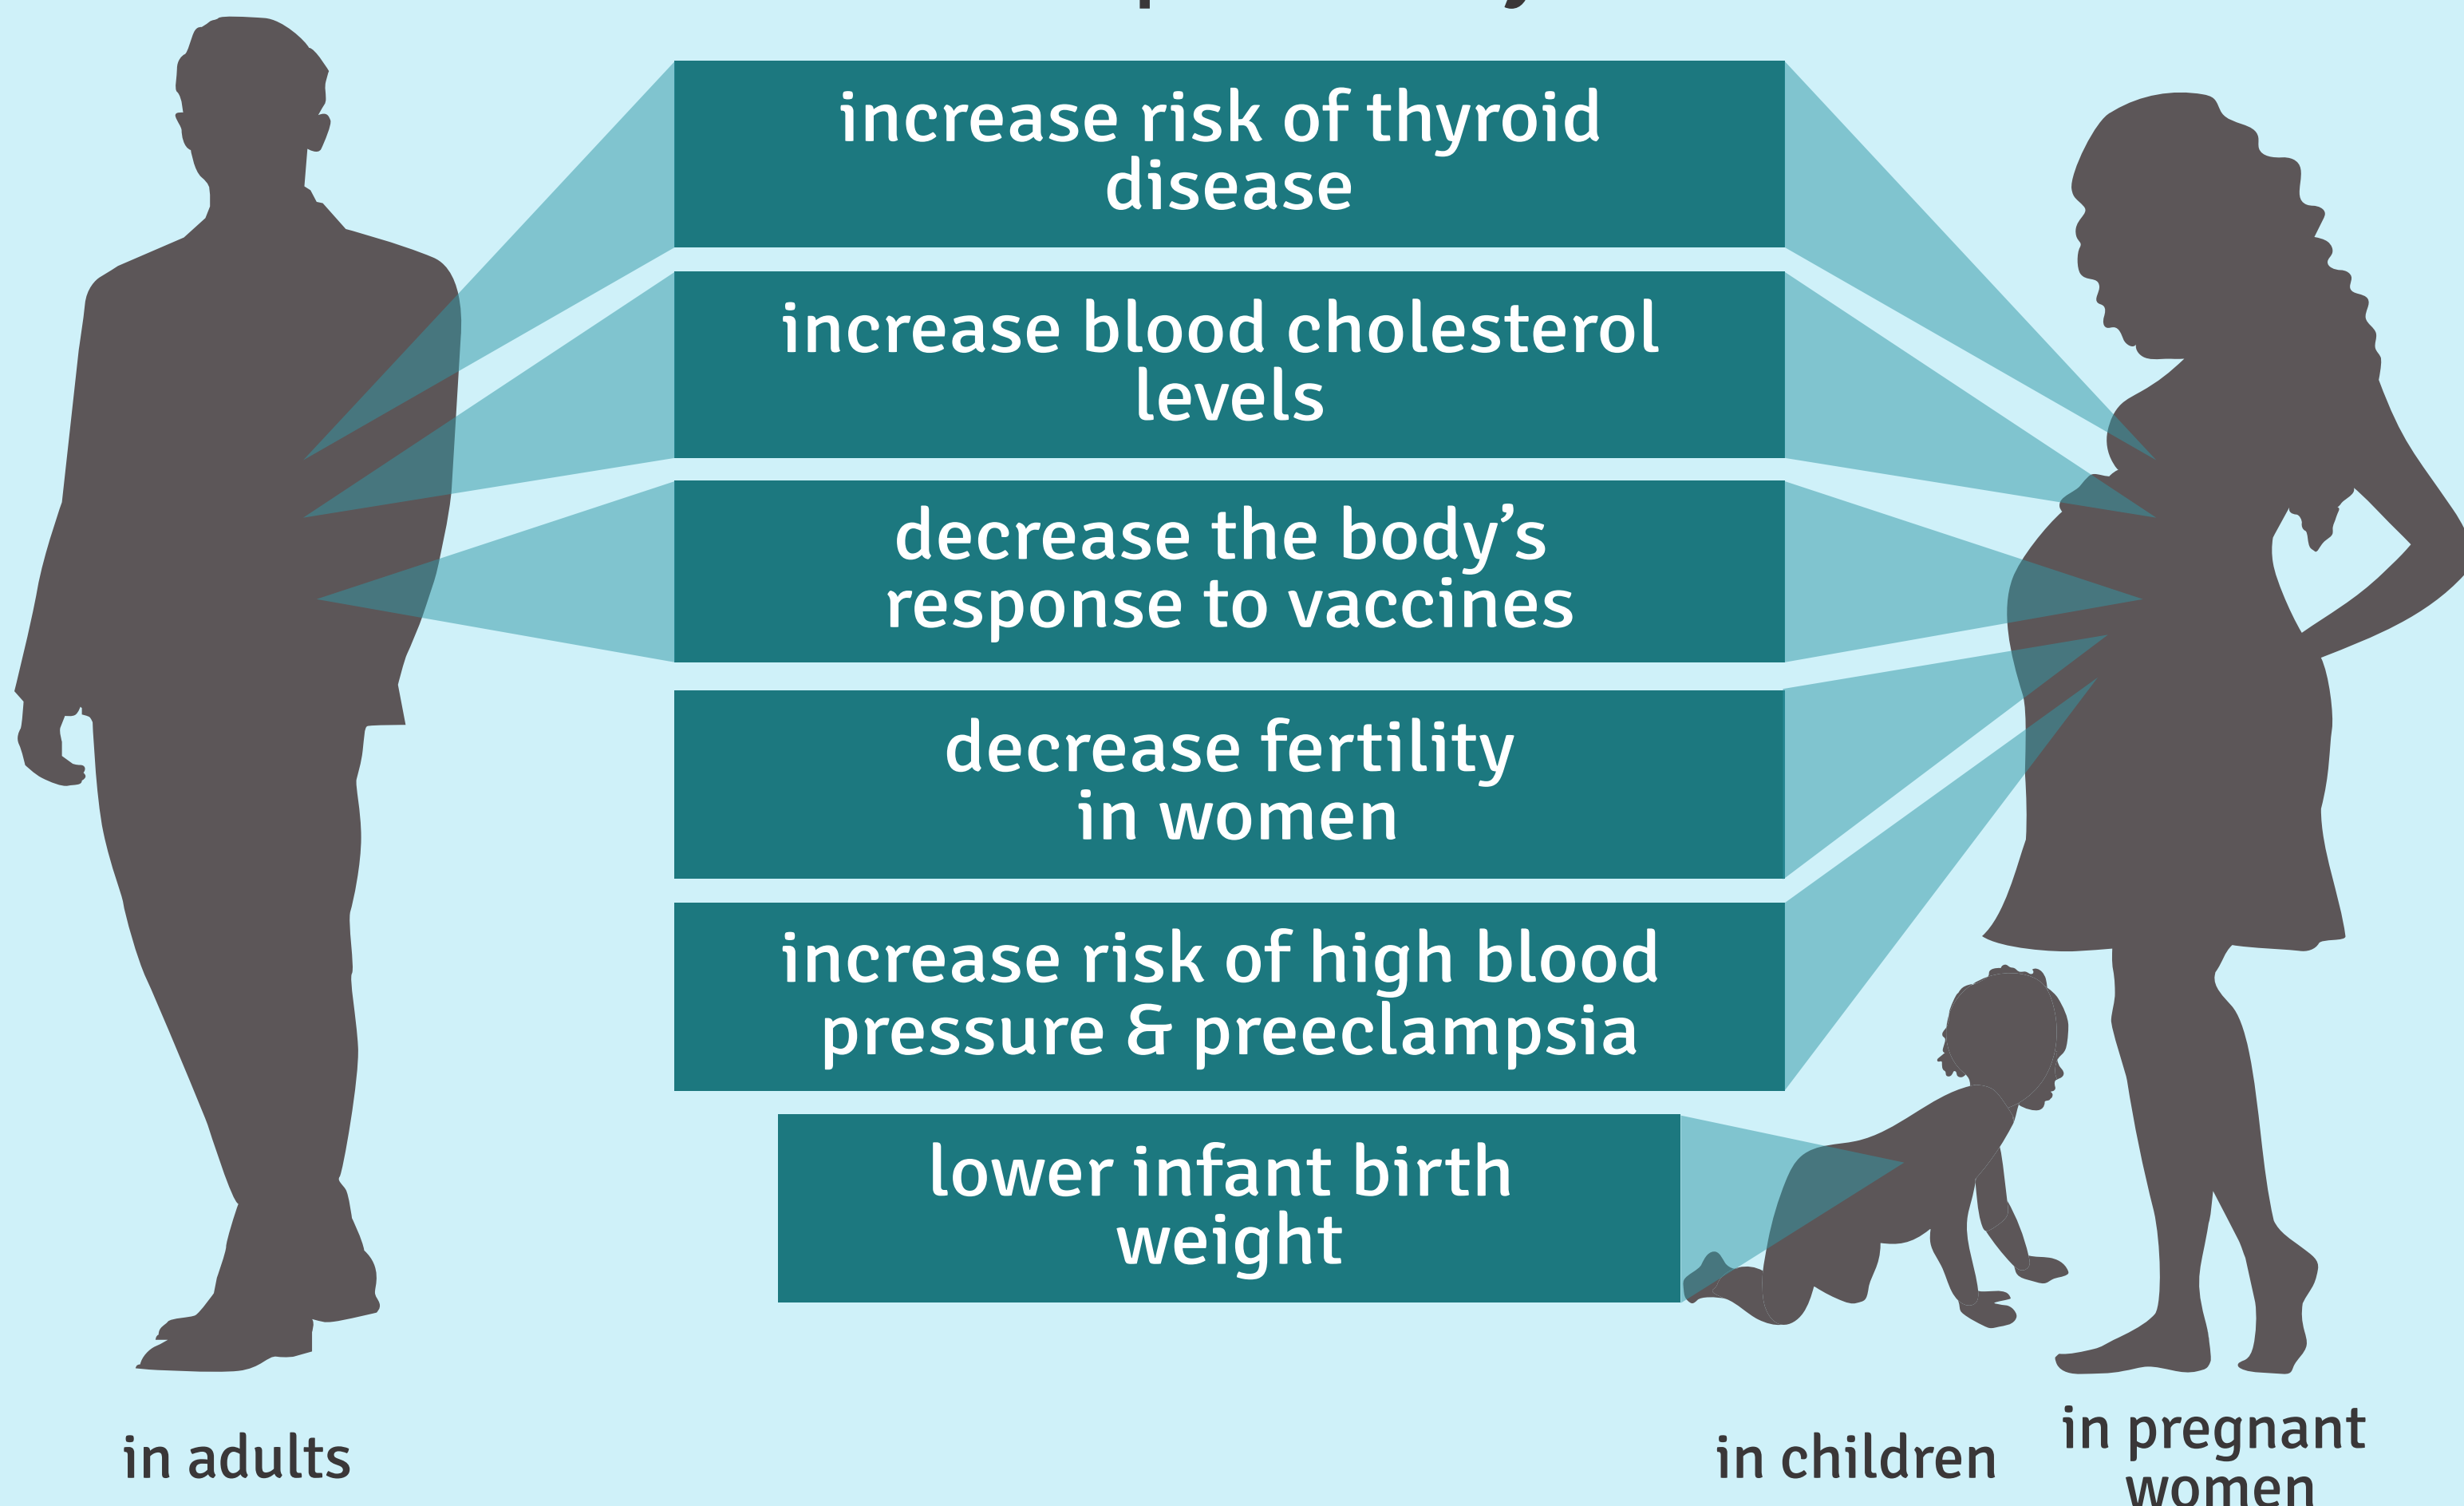 increase risk of thyroid
disease
increase blood cholesterol
levels
decrease the body’s
response to vaccines
decrease fertility
in women
increase risk of high blood
pressure & preeclampsia
lower infant birth
weight
in adults
in children
in pregnant
women